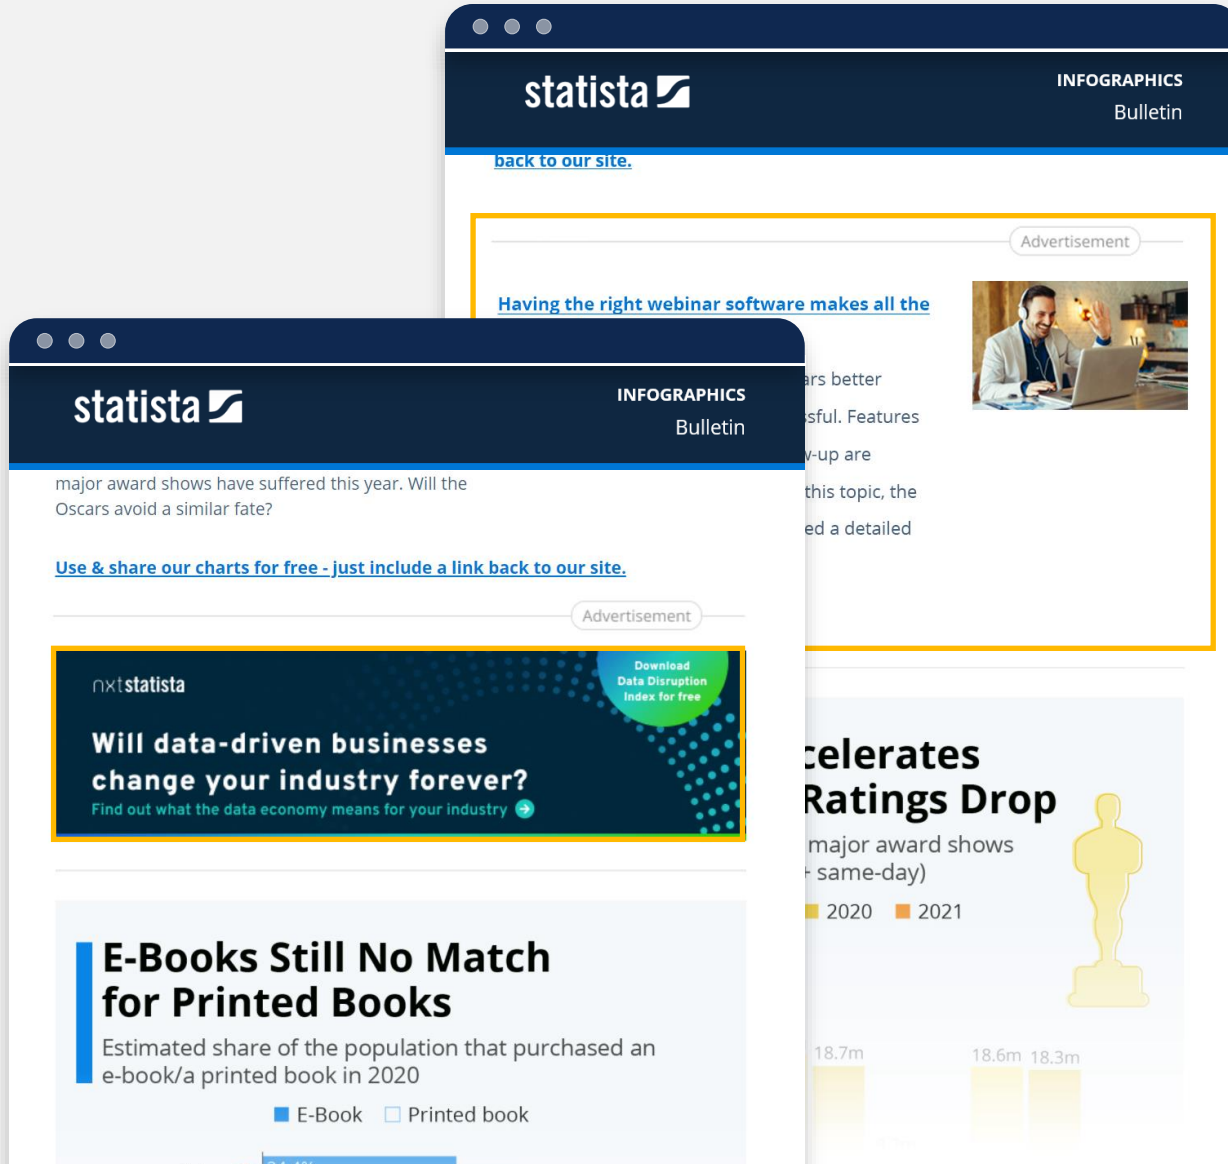 statista
INFOGRAPHICS
Bulletin
back to our site.
Advertisement
Having the right webinar software makes all the
better
Features
are
this topic, the
a detailed
celerates
Ratings Drop
major award shows
+ same-day)
2020 2021
18.7m 18.6m 18.3m
statista
INFOGRAPHICS
Bulletin
major award shows have suffered this year. Will the
Oscars avoid a similar fate?
Use & share our charts for free - just include a link back to our site.
Advertisement
nxtstatista
Download
Data Disruption
Index for free
Will data-driven businesses
change your industry forever?
Find out what the data economy means for your industry
E-Books Still No Match
for Printed Books
Estimated share of the population that purchased an
e-book/a printed book in 2020
E-Book Printed book